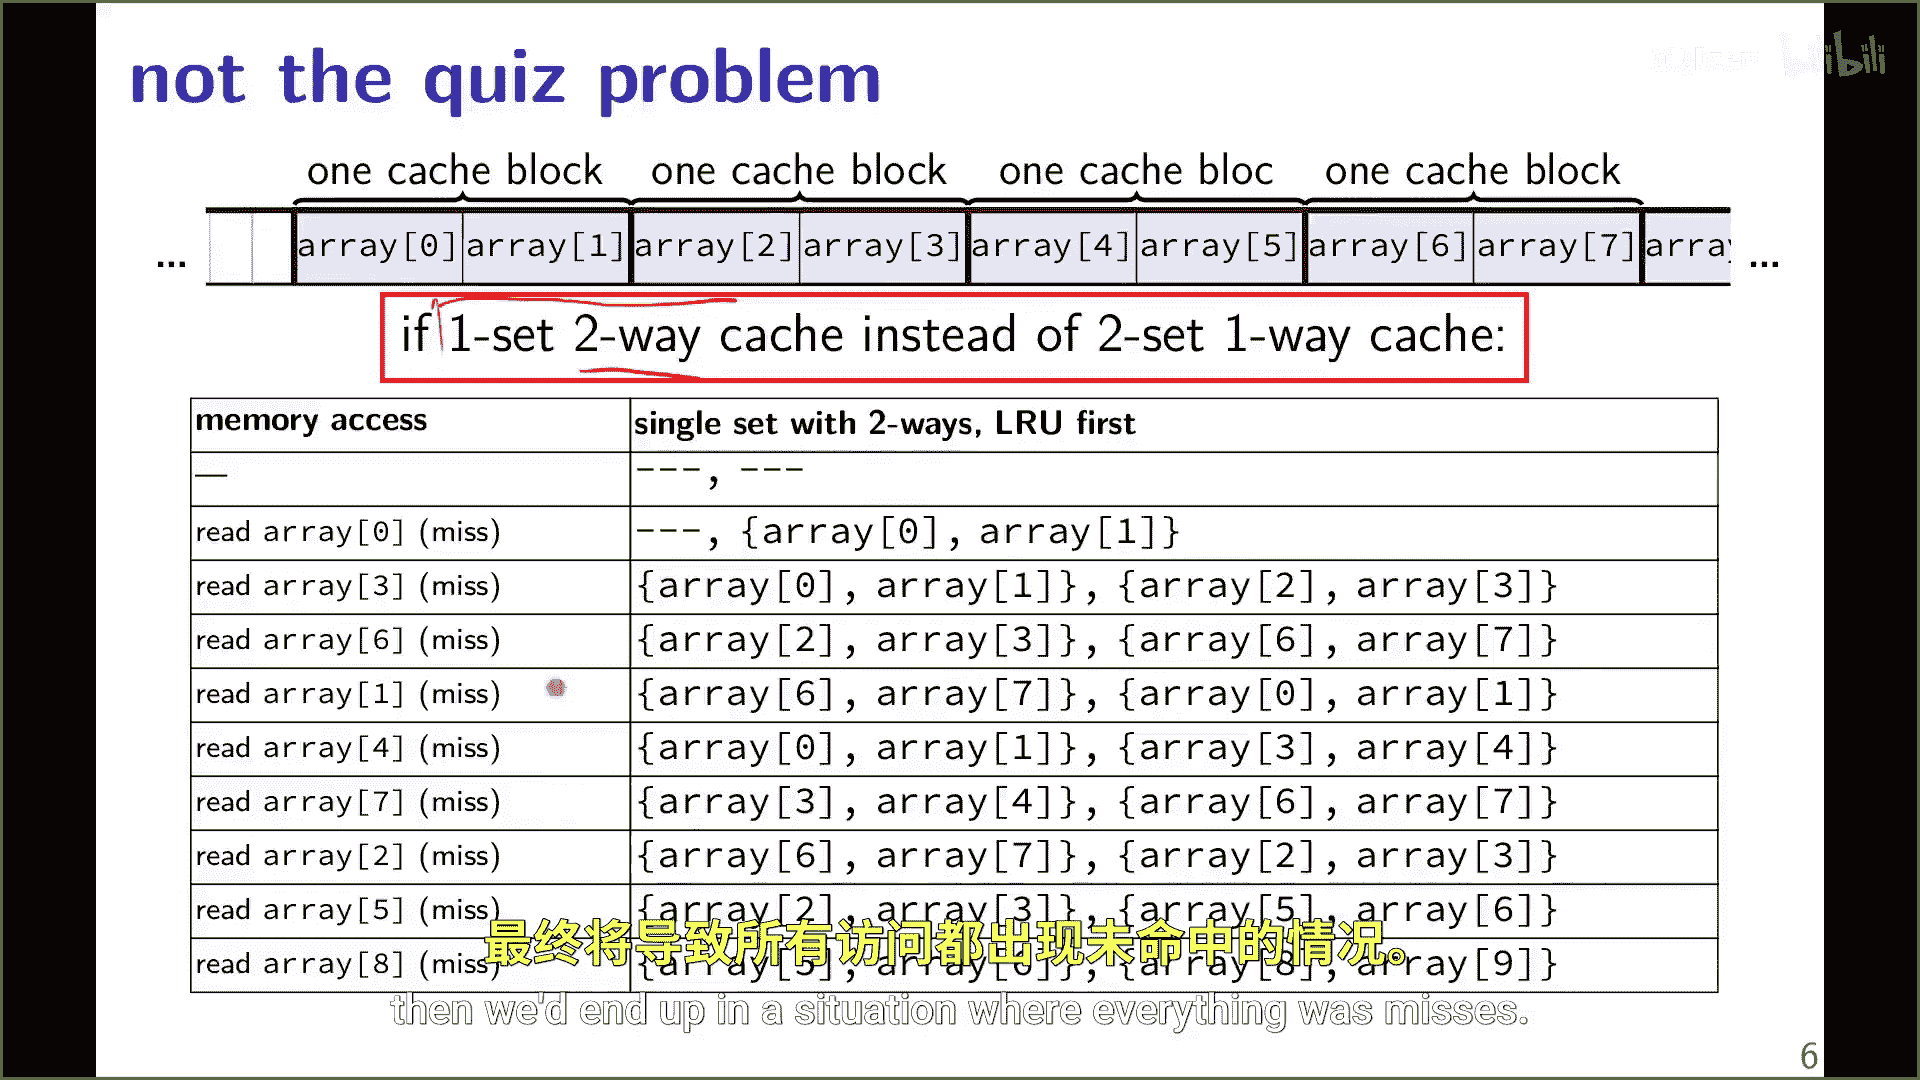 not the quiz problem
bilibili
one cache block one cache block one cache bloc one cache block
... array[0] array[1] array[2] array[3] array[4] array[5] array[6] array[7] array ...
if 1-set 2-way cache instead of 2-set 1-way cache:
memory access single set with 2-ways, LRU first
— ---, ---
read array[0] (miss) ---, {array[0], array[1]}
read array[3] (miss) {array[0], array[1]}, {array[2], array[3]}
read array[6] (miss) {array[2], array[3]}, {array[6], array[7]}
read array[1] (miss) {array[6], array[7]}, {array[0], array[1]}
read array[4] (miss) {array[0], array[1]}, {array[3], array[4]}
read array[7] (miss) {array[3], array[4]}, {array[6], array[7]}
read array[2] (miss) {array[6], array[7]}, {array[2], array[3]}
read array[5] (miss) {array[2], array[3]}, {array[5], array[6]}
最终将导致所有访问都出现未命中的情况。
read array[8] (miss) {array[5], array[6]}, {array[8], array[9]}
then we'd end up in a situation where everything was misses.
6